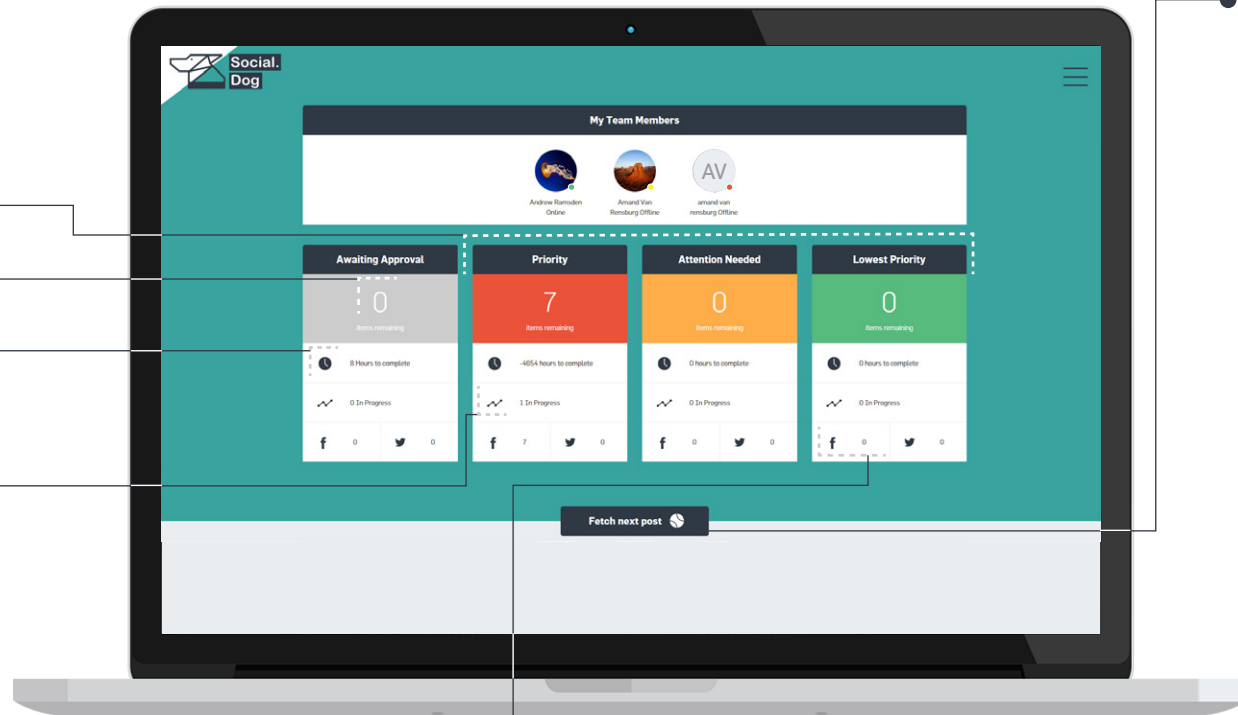 Social.
Dog
My Team Members
AV
Andrew Ramsden
Online
Amand Van
Rensburg Offline
amand van
rensburg Offline
Awaiting Approval
0
items remaining
8 Hours to complete
0 In Progress
0
0
Priority
7
items remaining
-4654 hours to complete
1 In Progress
7
0
Attention Needed
0
items remaining
0 hours to complete
0 In Progress
0
0
Lowest Priority
0
items remaining
0 hours to complete
0 In Progress
0
0
Fetch next post